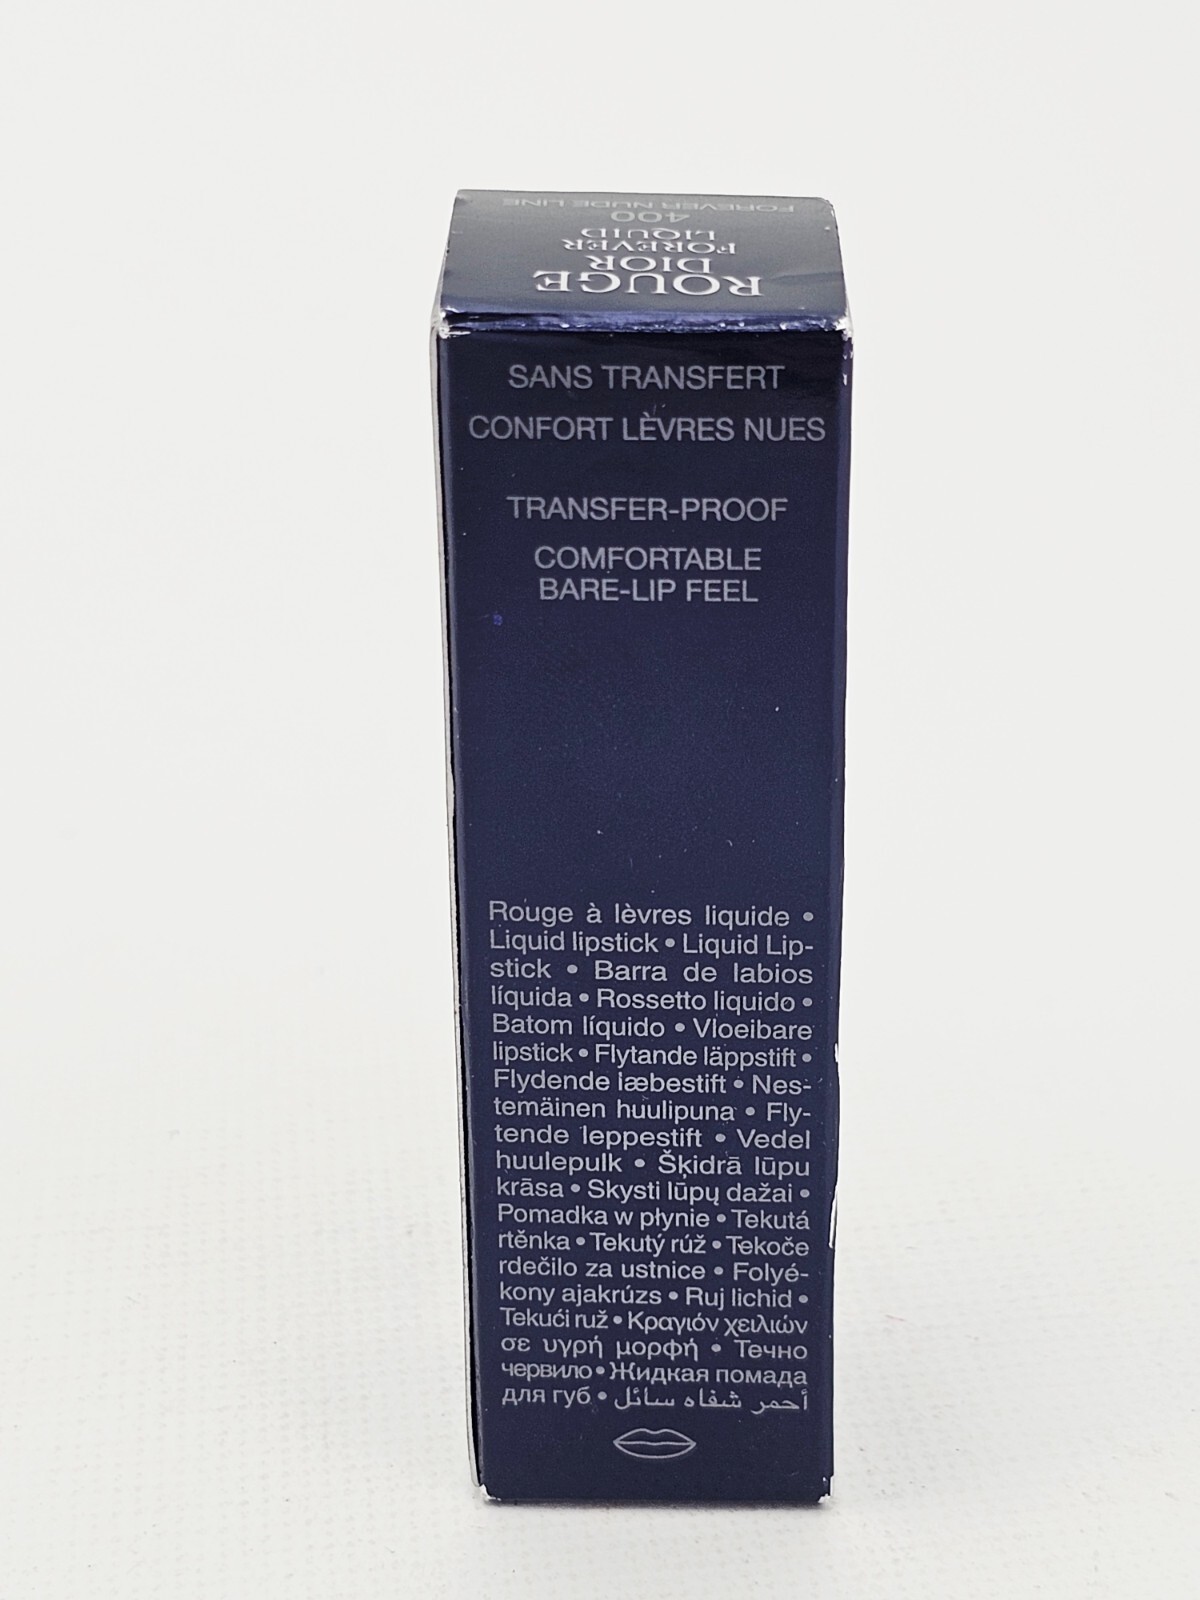 ROUGE
DIOR
FOREVER
LIQUID
400
FOREVER NUDE LINE
SANS TRANSFERT
CONFORT LÈVRES NUES
TRANSFER-PROOF
COMFORTABLE
BARE-LIP FEEL
Rouge à lèvres liquide •
Liquid lipstick • Liquid Lip-
stick • Barra de labios
líquida • Rossetto liquido •
Batom líquido • Vloeibare
lipstick • Flytande läppstift •
Flydende læbestift • Nes-
temäinen huulipuna • Fly-
tende leppestift • Vedel
huulepulk • Šķidrā lūpu
krāsa • Skysti lūpų dažai •
Pomadka w płynie • Tekutá
rtěnka • Tekutý rúž • Tekoče
rdečilo za ustnice • Folyé-
kony ajakrúzs • Ruj lichid •
Tekući ruž • Κραγιόν χειλιών
σε υγρή μορφή • Течно
червило • Жидкая помада
для губ • أحمر شفاه سائل